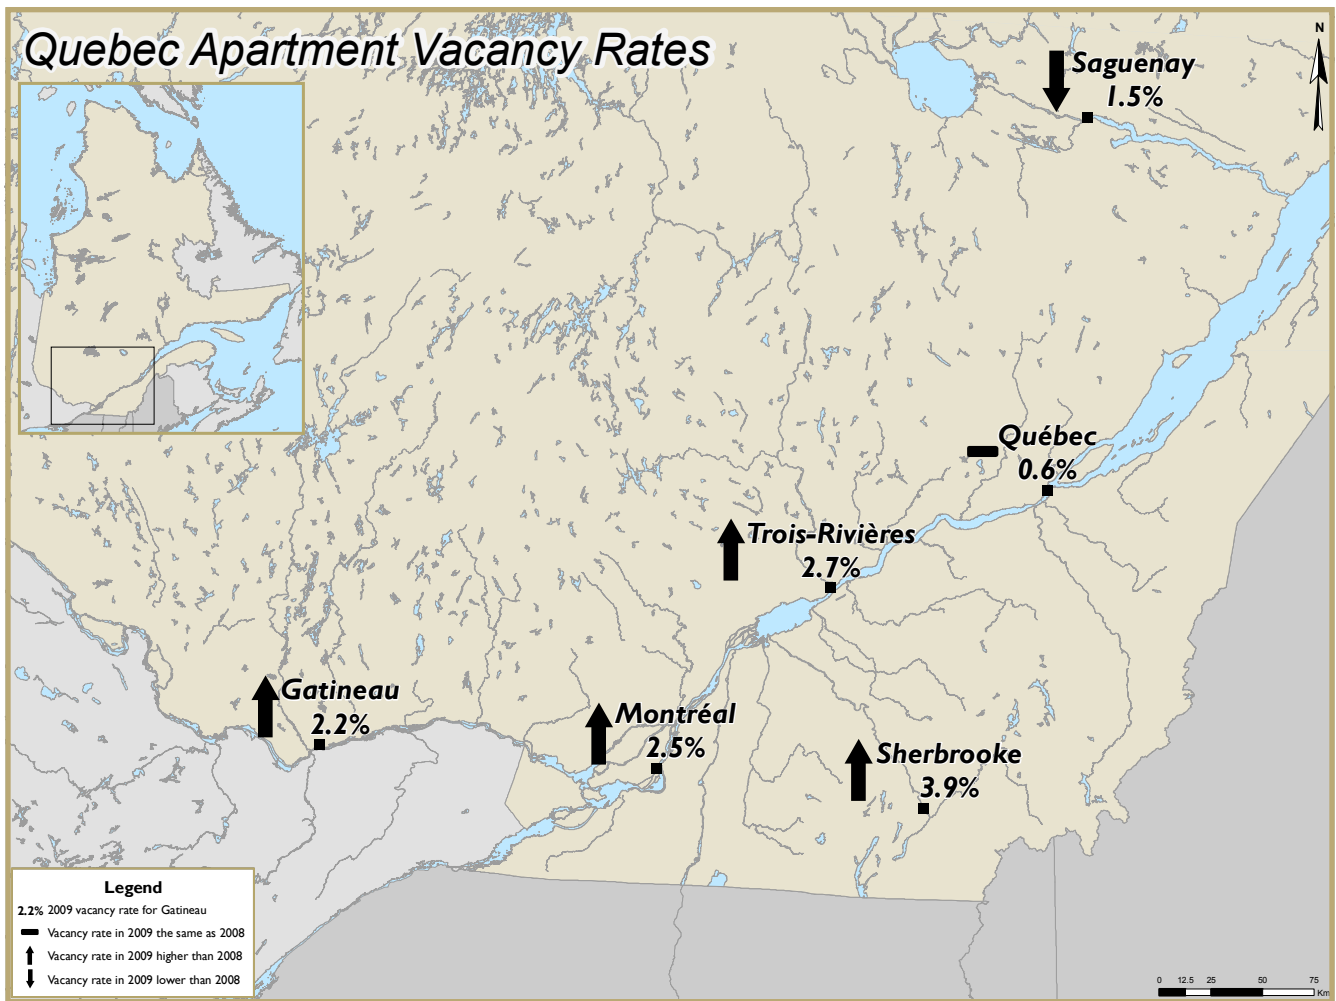 Quebec Apartment Vacancy Rates
N
Saguenay
1.5%
Québec
0.6%
Trois-Rivières
2.7%
Gatineau
2.2%
Montréal
2.5%
Sherbrooke
3.9%
Legend
2.2% 2009 vacancy rate for Gatineau
Vacancy rate in 2009 the same as 2008
Vacancy rate in 2009 higher than 2008
Vacancy rate in 2009 lower than 2008
0 12.5 25 50 75
Km